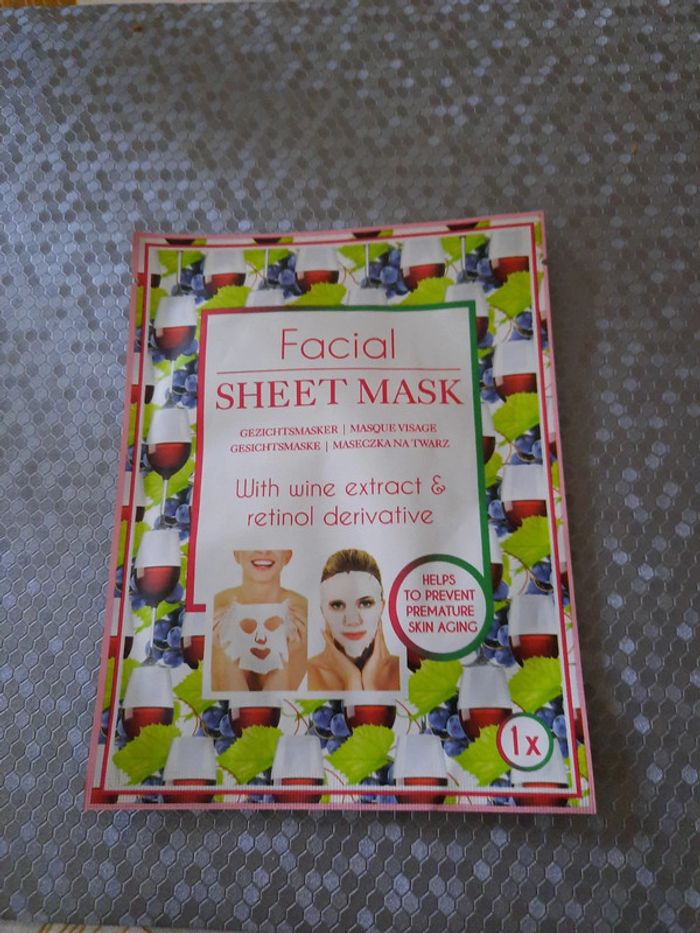 Facial
SHEET MASK
GEZICHTSMASKER | MASQUE VISAGE
GESICHTSMASKE | MASECZKA NA TWARZ
With wine extract &
retinol derivative
HELPS
TO PREVENT
PREMATURE
SKIN AGING
1x